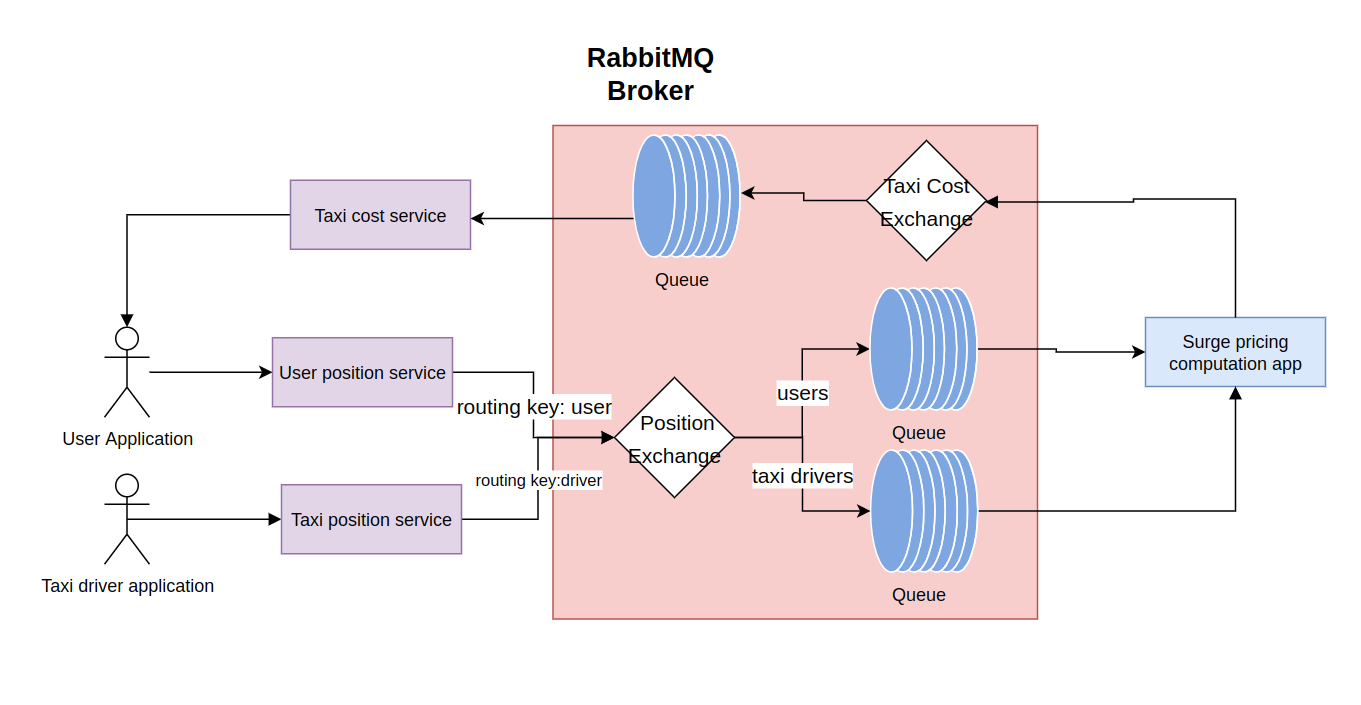 RabbitMQ
Broker
Taxi Cost
Exchange
Taxi cost service
Queue
Surge pricing
computation app
User position service
users
routing key: user
Position
Exchange
Queue
User Application
taxi drivers
routing key:driver
Taxi position service
Taxi driver application
Queue